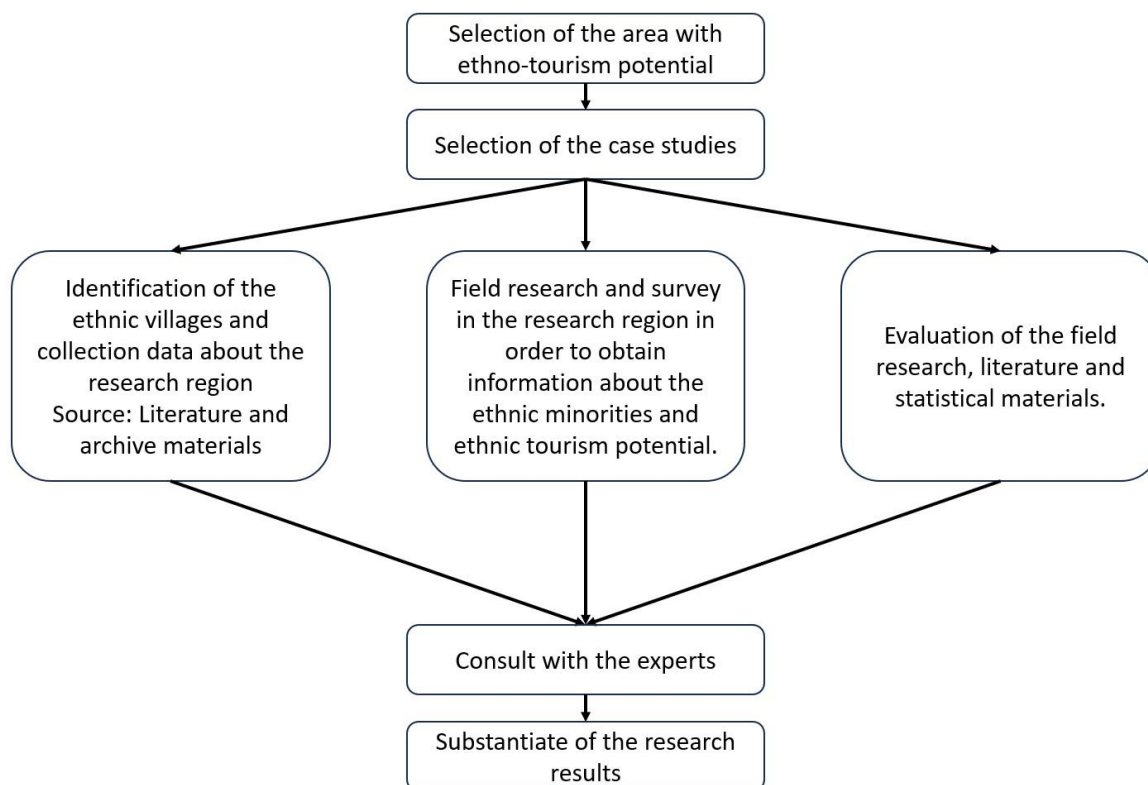 Selection of the area with
ethno-tourism potential
Selection of the case studies
Identification of the
ethnic villages and
collection data about the
research region
Source: Literature and
archive materials
Field research and survey
in the research region in
order to obtain
information about the
ethnic minorities and
ethnic tourism potential.
Evaluation of the field
research, literature and
statistical materials.
Consult with the experts
Substantiate of the research
results